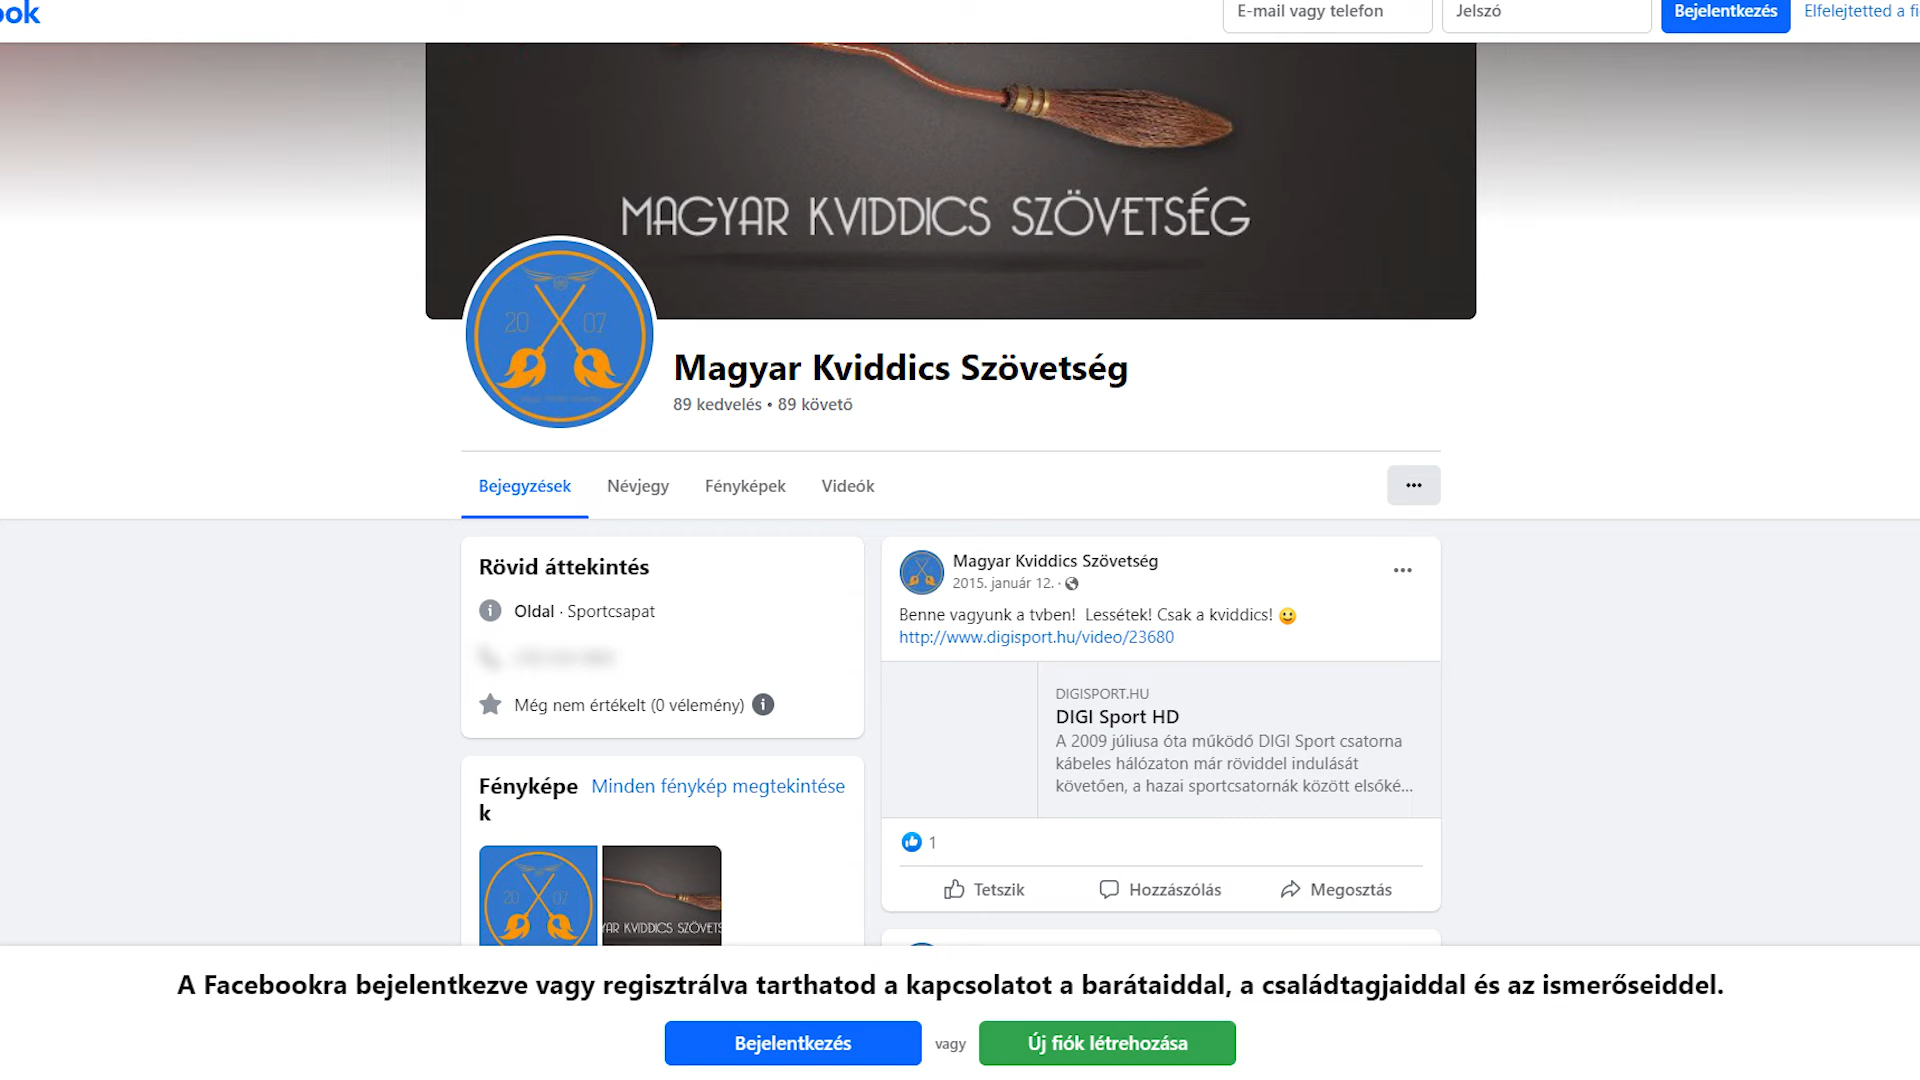 ook
E-mail vagy telefon
Jelszó
Bejelentkezés
Elfelejtetted a fi
MAGYAR KVIDDICS SZÖVETSÉG
20 07
Magyar Kviddics Szövetség
89 kedvelés • 89 követő
Bejegyzések
Névjegy
Fényképek
Videók
Rövid áttekintés
Oldal · Sportcsapat
Még nem értékelt (0 vélemény)
Fényképe
k
Minden fénykép megtekintése
20 07
YAR KVIDDICS SZÖVETS
Magyar Kviddics Szövetség
2015. január 12. ·
Benne vagyunk a tvben! Lessétek! Csak a kviddics! 🙂
http://www.digisport.hu/video/23680
DIGISPORT.HU
DIGI Sport HD
A 2009 júliusa óta működő DIGI Sport csatorna
kábeles hálózaton már röviddel indulását
követően, a hazai sportcsatornák között elsőké...
1
Tetszik
Hozzászólás
Megosztás
A Facebookra bejelentkezve vagy regisztrálva tarthatod a kapcsolatot a barátaiddal, a családtagjaiddal és az ismerőseiddel.
Bejelentkezés
vagy
Új fiók létrehozása